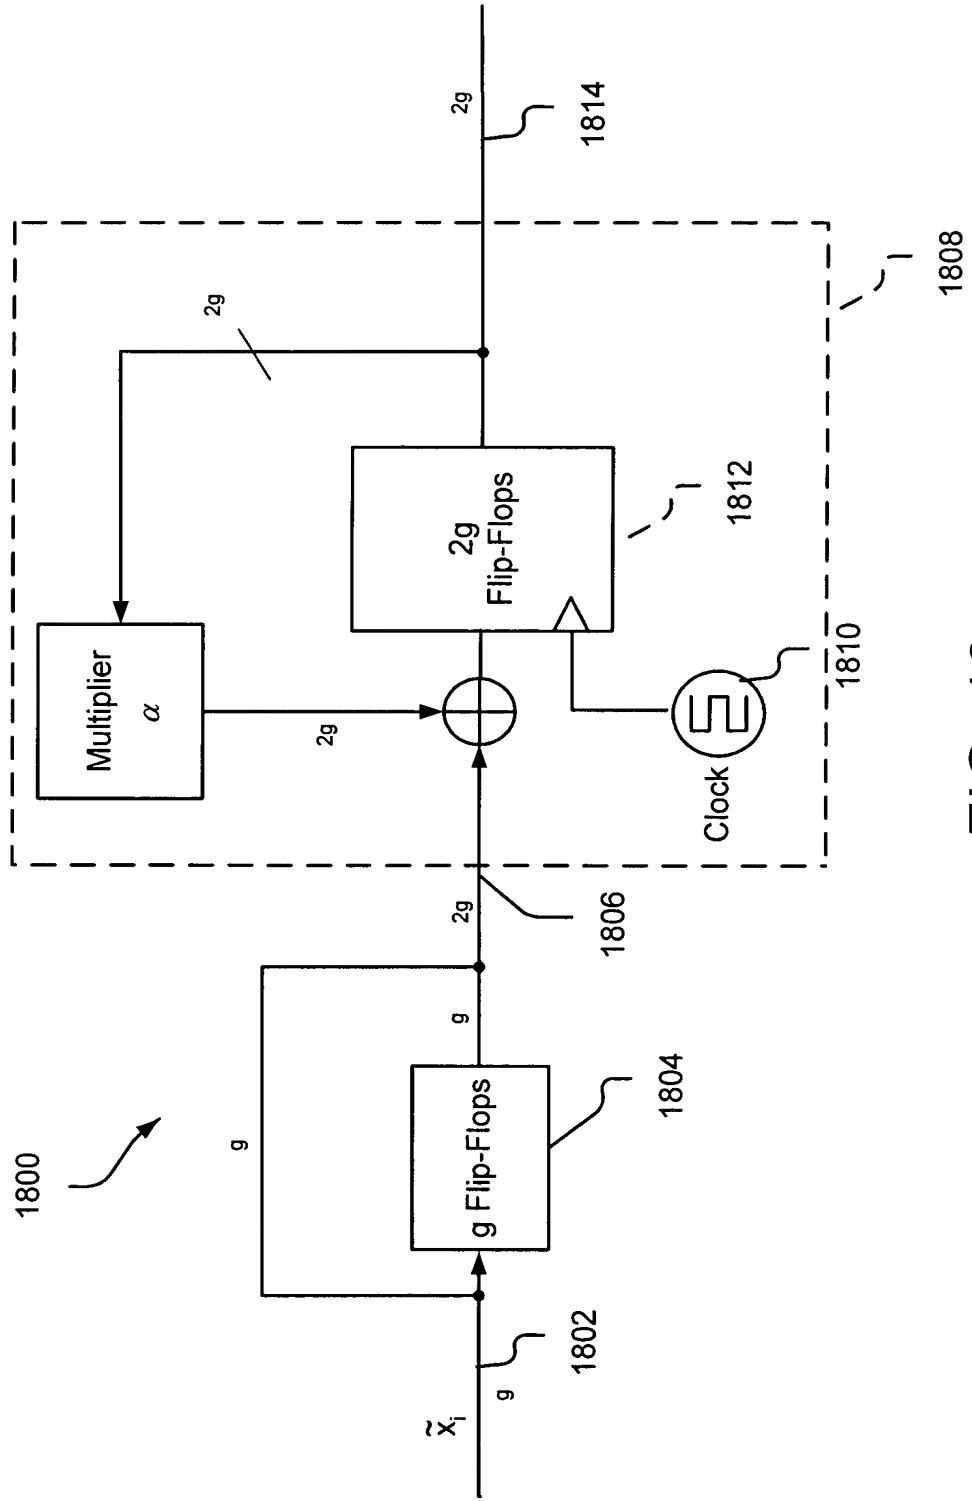 1800
x̃i
g
1802
g
g Flip-Flops
1804
g
2g
1806
Multiplier
α
2g
2g
2g
Flip-Flops
1812
Clock
1810
1808
2g
1814